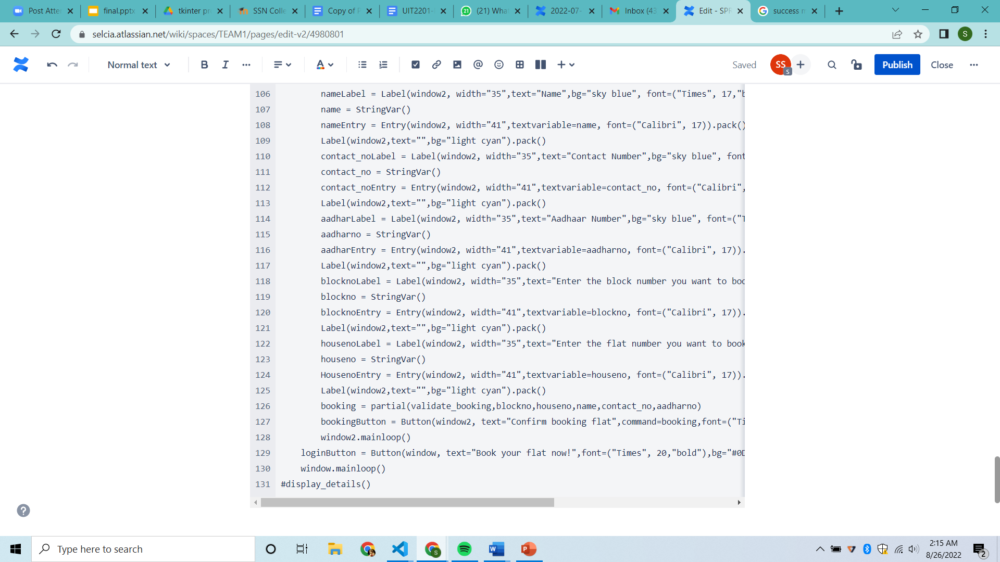 Post Atte
final.pptx
tkinter pr
SSN Colle
Copy of P
UIT2201-
(21) What
2022-07-
Inbox (43
Edit - SPR
success m
selcia.atlassian.net/wiki/spaces/TEAM1/pages/edit-v2/4980801
S
Normal text
B I A
Saved
SS
S
Publish
Close
106 nameLabel = Label(window2, width="35",text="Name",bg="sky blue", font=("Times", 17,"b
107 name = StringVar()
108 nameEntry = Entry(window2, width="41",textvariable=name, font=("Calibri", 17)).pack()
109 Label(window2,text="",bg="light cyan").pack()
110 contact_noLabel = Label(window2, width="35",text="Contact Number",bg="sky blue", font
111 contact_no = StringVar()
112 contact_noEntry = Entry(window2, width="41",textvariable=contact_no, font=("Calibri",
113 Label(window2,text="",bg="light cyan").pack()
114 aadharLabel = Label(window2, width="35",text="Aadhaar Number",bg="sky blue", font=("T
115 aadharno = StringVar()
116 aadharEntry = Entry(window2, width="41",textvariable=aadharno, font=("Calibri", 17)).
117 Label(window2,text="",bg="light cyan").pack()
118 blocknoLabel = Label(window2, width="35",text="Enter the block number you want to boo
119 blockno = StringVar()
120 blocknoEntry = Entry(window2, width="41",textvariable=blockno, font=("Calibri", 17)).
121 Label(window2,text="",bg="light cyan").pack()
122 housenoLabel = Label(window2, width="35",text="Enter the flat number you want to book
123 houseno = StringVar()
124 HousenoEntry = Entry(window2, width="41",textvariable=houseno, font=("Calibri", 17)).
125 Label(window2,text="",bg="light cyan").pack()
126 booking = partial(validate_booking,blockno,houseno,name,contact_no,aadharno)
127 bookingButton = Button(window2, text="Confirm booking flat",command=booking,font=("Ti
128 window2.mainloop()
129 loginButton = Button(window, text="Book your flat now!",font=("Times", 20,"bold"),bg="#0D
130 window.mainloop()
131 #display_details()
Type here to search
2:15 AM
8/26/2022
2